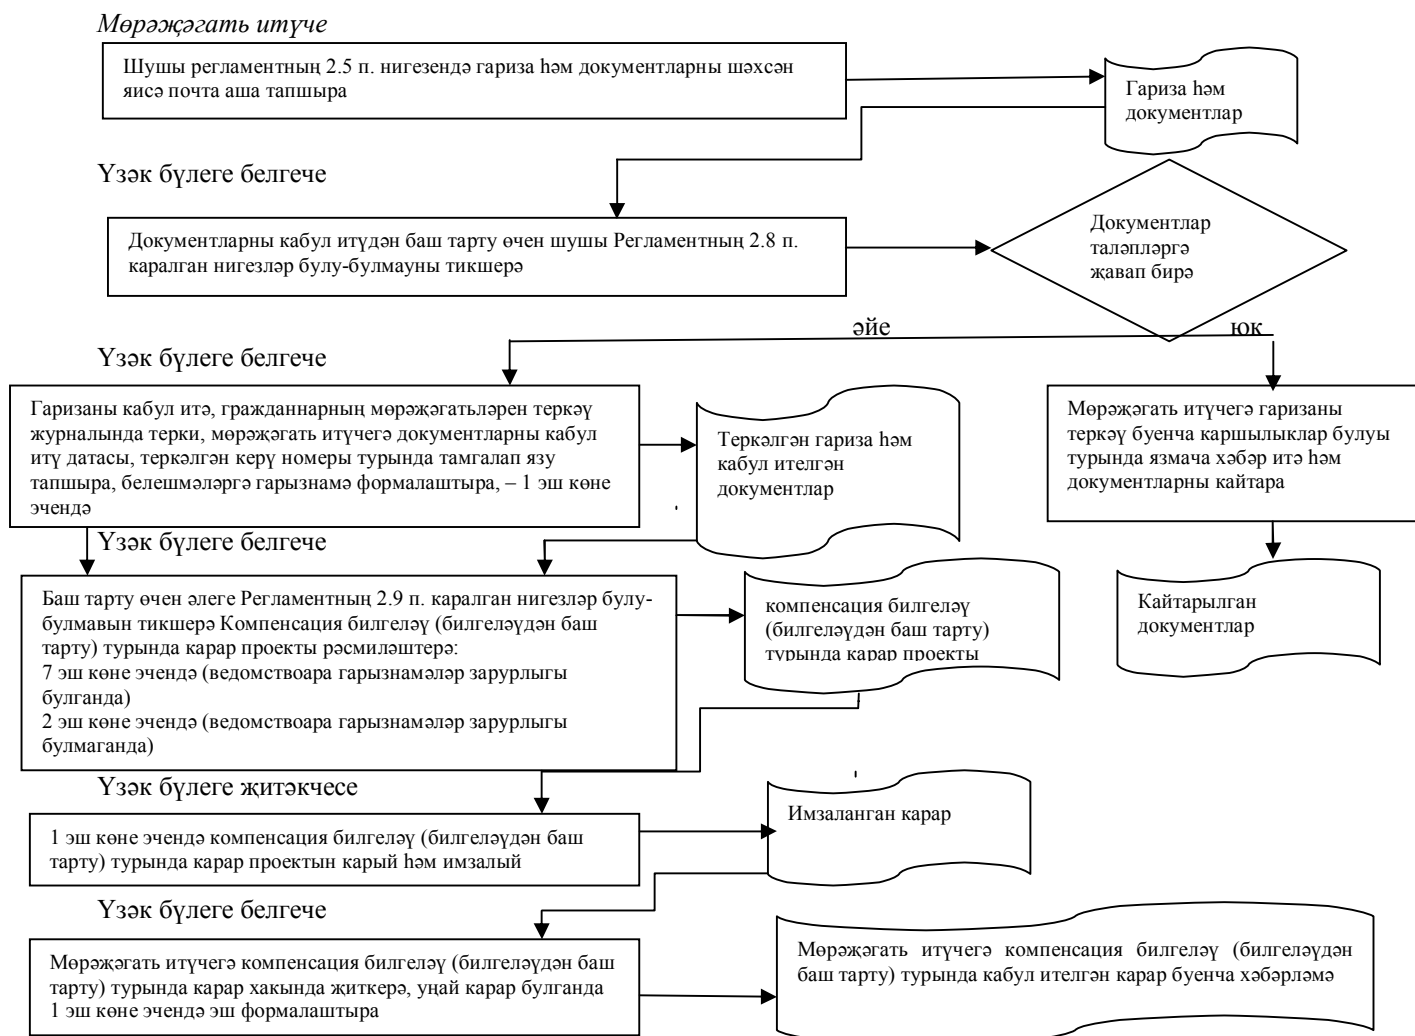 Мөрәҗәгать итүче
Шушы регламентның 2.5 п. нигезендә гариза һәм документларны шәхсән
яисә почта аша тапшыра
Гариза һәм
документлар
Үзәк бүлеге белгече
Документларны кабул итүдән баш тарту өчен шушы Регламентның 2.8 п.
каралган нигезләр булу-булмауны тикшерә
Документлар
таләпләргә
җавап бирә
әйе
юк
Үзәк бүлеге белгече
Гаризаны кабул итә, гражданнарның мөрәҗәгатьләрен теркәү
журналында терки, мөрәҗәгать итүчегә документларны кабул
итү датасы, теркәлгән керү номеры турында тамгалап язу
тапшыра, белешмәләргә гарызнамә формалаштыра, – 1 эш көне
эчендә
Теркәлгән гариза һәм
кабул ителгән
документлар
Мөрәҗәгать итүчегә гаризаны
теркәү буенча каршылыклар булуы
турында язмача хәбәр итә һәм
документларны кайтара
Үзәк бүлеге белгече
Баш тарту өчен әлеге Регламентның 2.9 п. каралган нигезләр булу-
булмавын тикшерә Компенсация билгеләү (билгеләүдән баш
тарту) турында карар проекты рәсмиләштерә:
7 эш көне эчендә (ведомствоара гарызнамәләр зарурлыгы
булганда)
2 эш көне эчендә (ведомствоара гарызнамәләр зарурлыгы
булмаганда)
компенсация билгеләү
(билгеләүдән баш тарту)
турында карар проекты
Кайтарылган
документлар
Үзәк бүлеге җитәкчесе
1 эш көне эчендә компенсация билгеләү (билгеләүдән баш
тарту) турында карар проектын карый һәм имзалый
Имзаланган карар
Үзәк бүлеге белгече
Мөрәҗәгать итүчегә компенсация билгеләү (билгеләүдән баш
тарту) турында карар хакында җиткерә, уңай карар булганда
1 эш көне эчендә эш формалаштыра
Мөрәҗәгать итүчегә компенсация билгеләү (билгеләүдән
баш тарту) турында кабул ителгән карар буенча хәбәрләмә